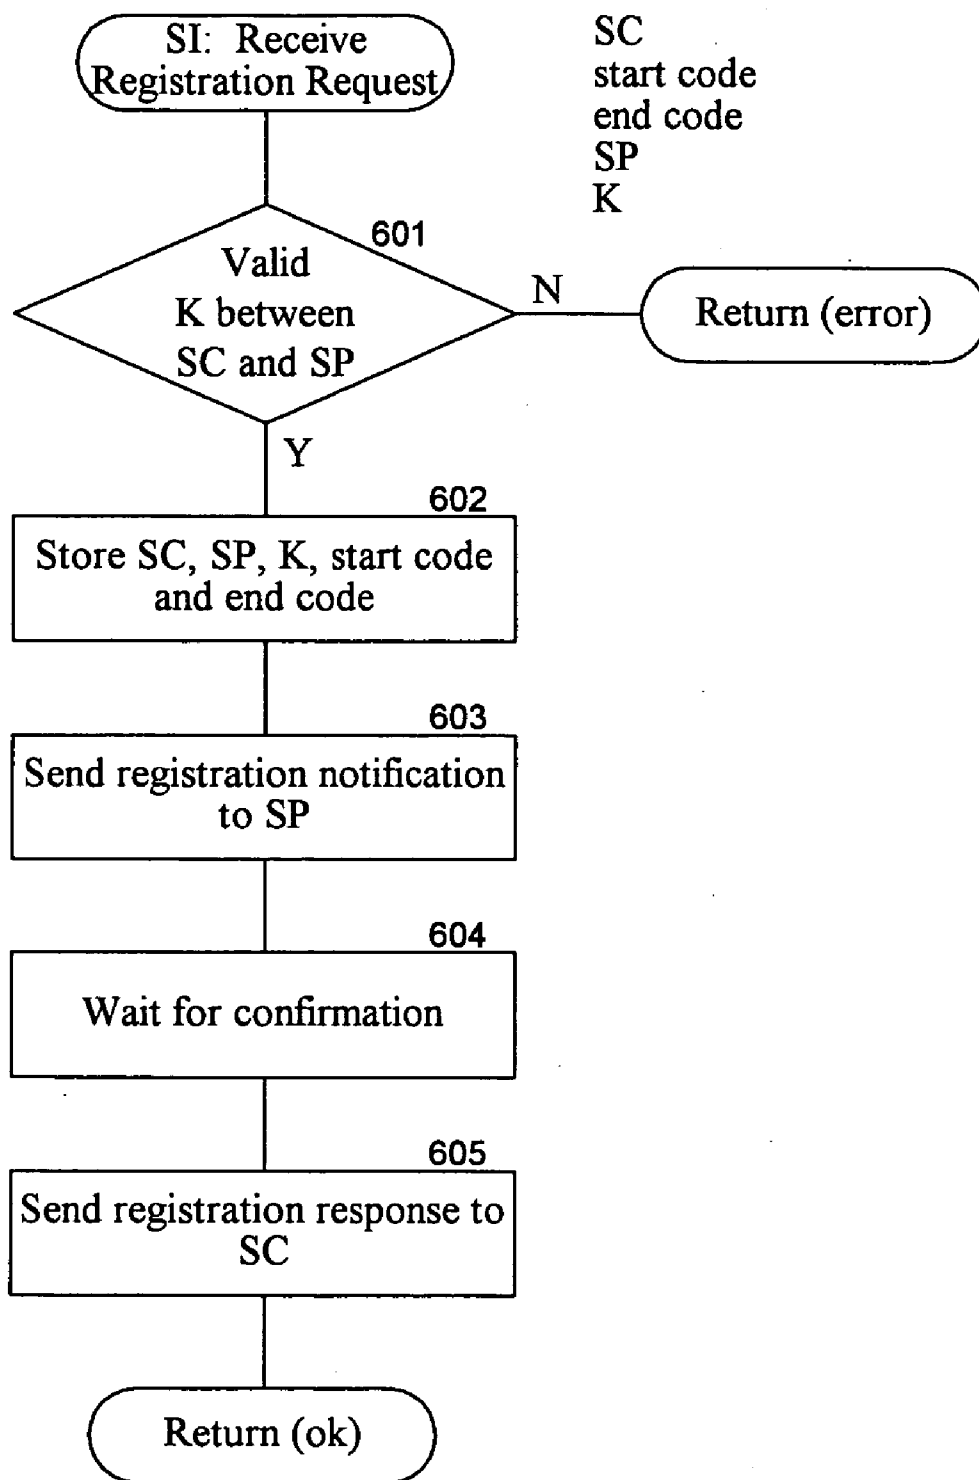 SI: Receive
Registration Request
SC
start code
end code
SP
K
601
Valid
K between
SC and SP
N
Return (error)
Y
602
Store SC, SP, K, start code
and end code
603
Send registration notification
to SP
604
Wait for confirmation
605
Send registration response to
SC
Return (ok)